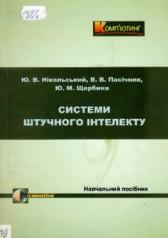 Комп'ютинг
Ю. В. Нікольський, В. В. Пасічник,
Ю. М. Щербина
СИСТЕМИ
ШТУЧНОГО ІНТЕЛЕКТУ
Навчальний посібник